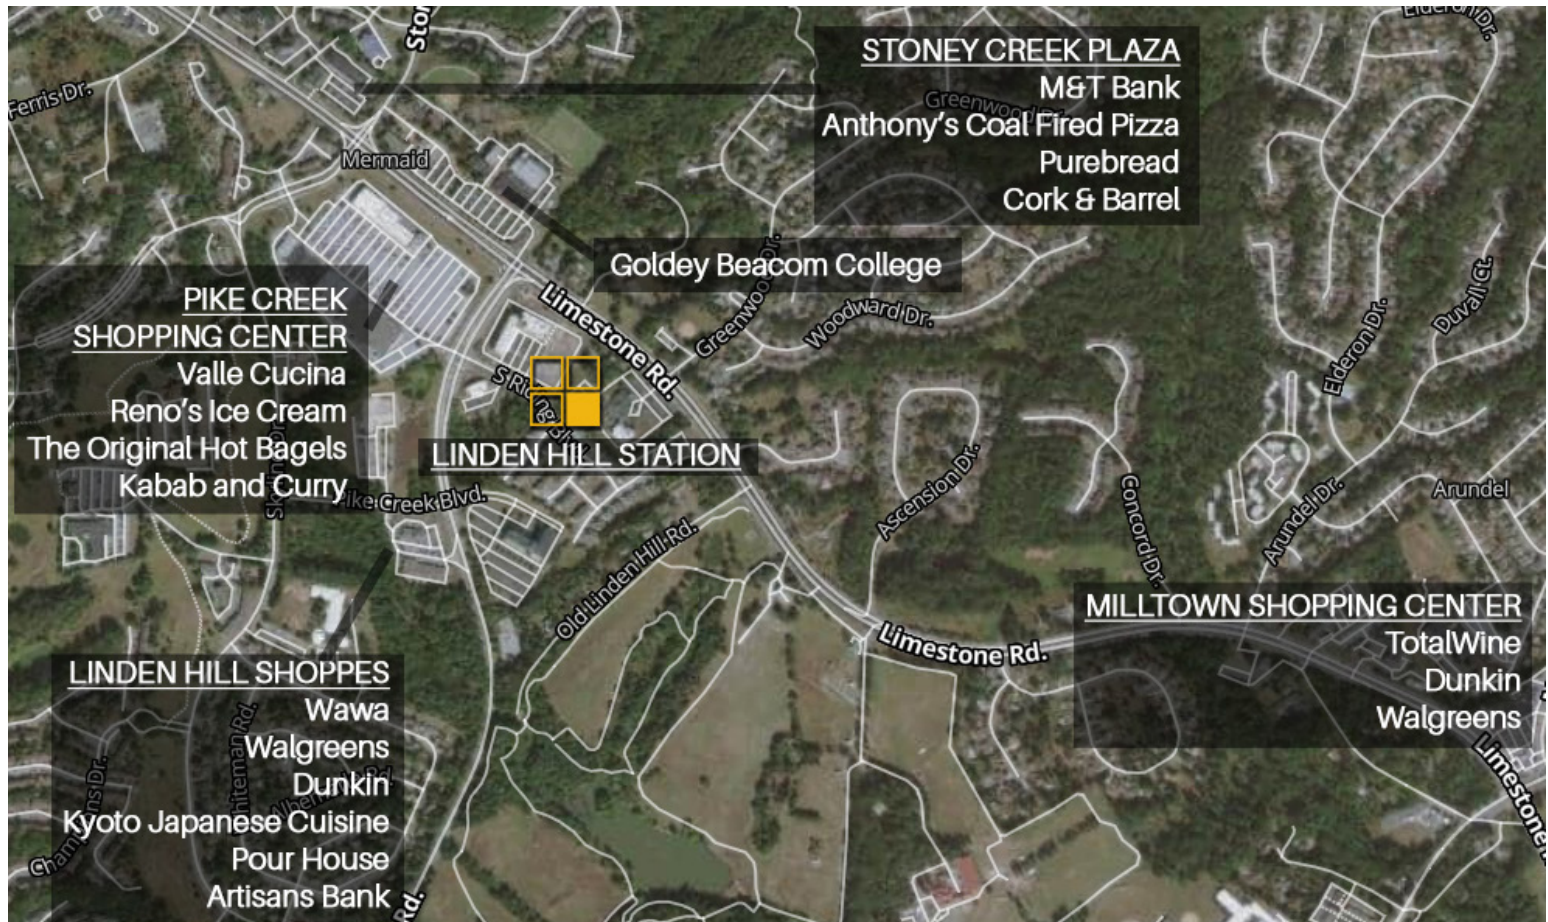 Ferris Dr.
Mermaid
STONEY CREEK PLAZA
M&T Bank
Anthony's Coal Fired Pizza
Purebread
Cork & Barrel
Elderon Dr.
Goldey Beacom College
Greenwood Dr.
Woodward Dr.
Limestone Rd.
PIKE CREEK
SHOPPING CENTER
Valle Cucina
Reno's Ice Cream
The Original Hot Bagels
Kabab and Curry
LINDEN HILL STATION
Pike Creek Blvd.
Old Linden Hill Rd.
Ascension Dr.
Concord Dr.
Elderon Dr.
Duvall Ct.
Arundel Dr.
Arundel
Limestone Rd.
MILLTOWN SHOPPING CENTER
TotalWine
Dunkin
Walgreens
Limestone
LINDEN HILL SHOPPES
Wawa
Walgreens
Dunkin
Kyoto Japanese Cuisine
Pour House
Artisans Bank
Rd.